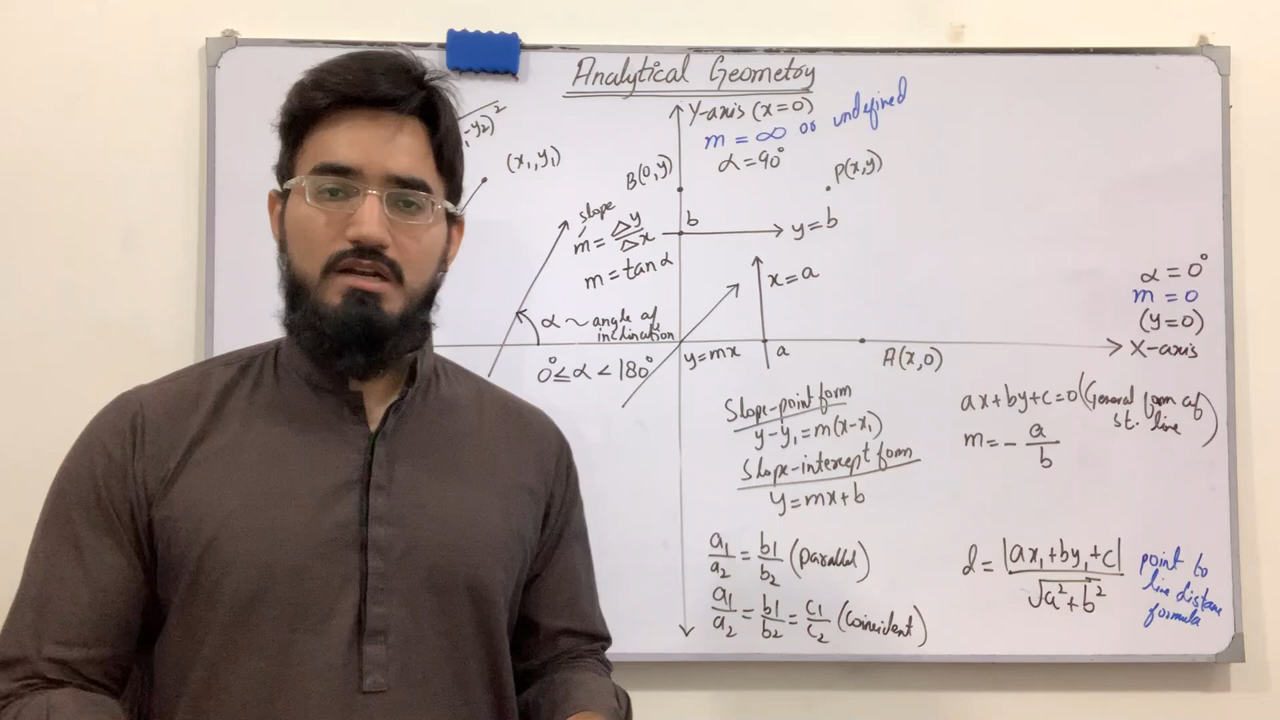 Analytical Geometry
Y-axis (x=0)
m = ∞ or undefined
α = 90°
-y₂)²
(x₁,y₁)
B(0,y)
P(x,y)
slope
m = Δy/Δx
m = tan α
b
y = b
x = a
α ~ angle of
inclination
0° ≤ α < 180°
y = mx
a
A(x,0)
α = 0°
m = 0
(y = 0)
X-axis
Slope-point form
y-y₁ = m(x-x₁)
Slope-intercept form
y = mx + b
ax+by+c=0 (General form of
st. line)
m = - a/b
a₁/a₂ = b₁/b₂ (Parallel)
a₁/a₂ = b₁/b₂ = c₁/c₂ (Coincident)
d = |ax₁+by₁+c| / √a²+b²
point to
line distance
formula